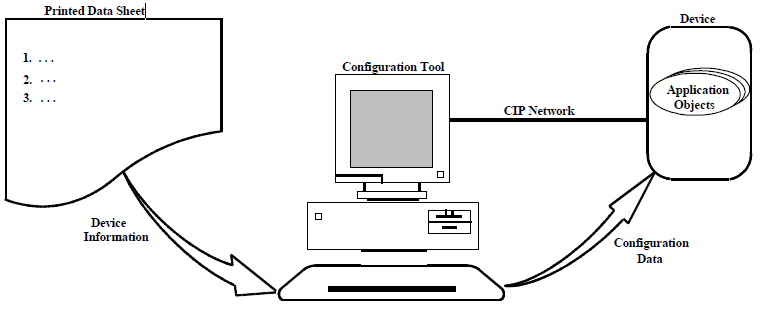 Printed Data Sheet
Device
1. ...
2. ...
3. ...
Configuration Tool
Application
Objects
CIP Network
Device
Information
Configuration
Data